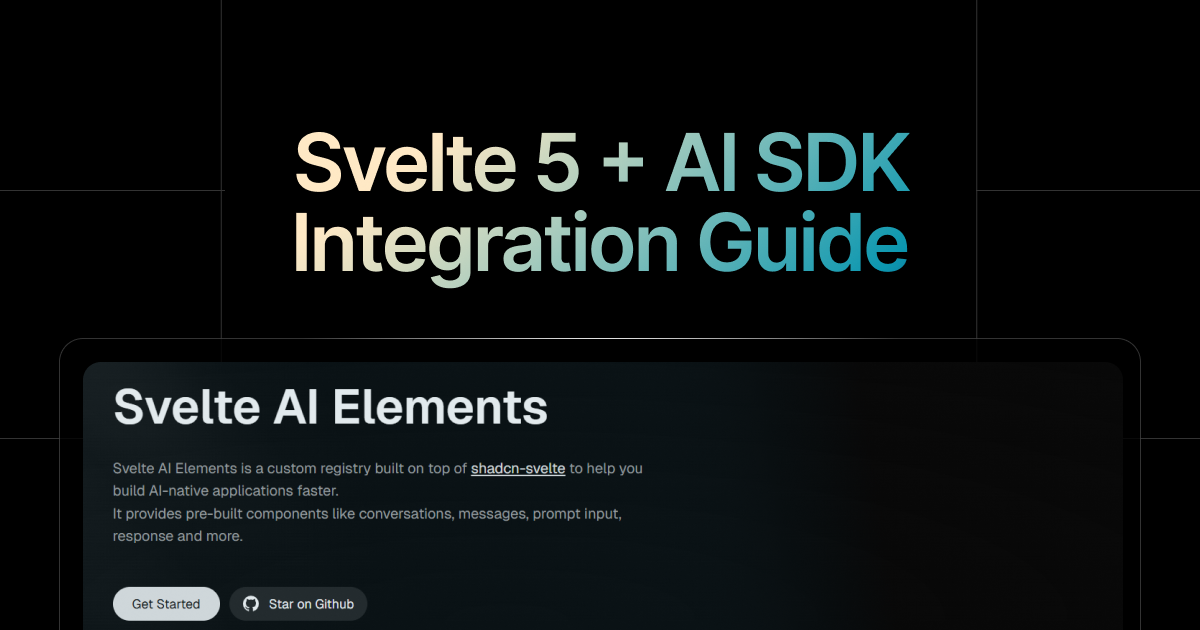 Svelte 5 + AI SDK
Integration Guide
Svelte AI Elements
Svelte AI Elements is a custom registry built on top of shadcn-svelte to help you
build AI-native applications faster.
It provides pre-built components like conversations, messages, prompt input,
response and more.
Get Started
Star on Github